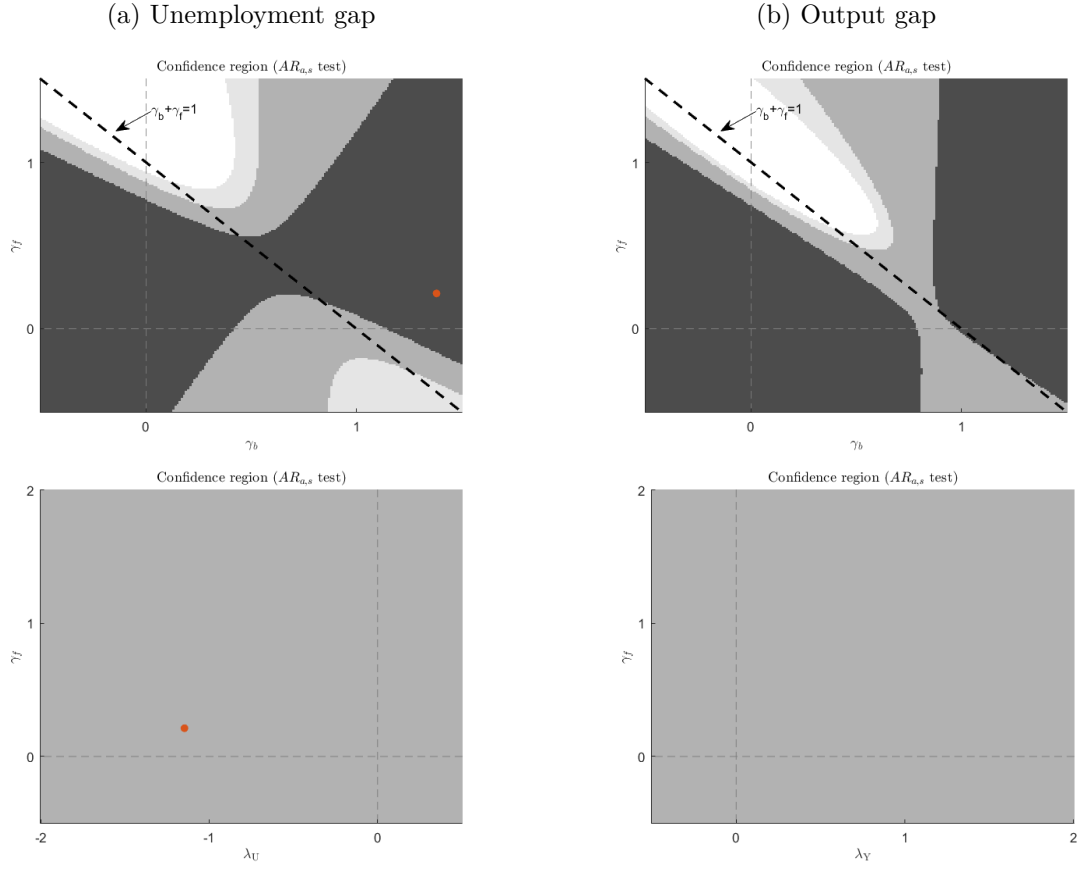 (a) Unemployment gap
(b) Output gap
Confidence region (AR_{a,s} test)
γ_b+γ_f=1
1
0
γ_f
0
1
γ_b
Confidence region (AR_{a,s} test)
γ_b+γ_f=1
1
0
γ_f
0
1
γ_b
Confidence region (AR_{a,s} test)
2
1
0
γ_f
-2
-1
0
λ_U
Confidence region (AR_{a,s} test)
2
1
0
γ_f
0
1
2
λ_Y